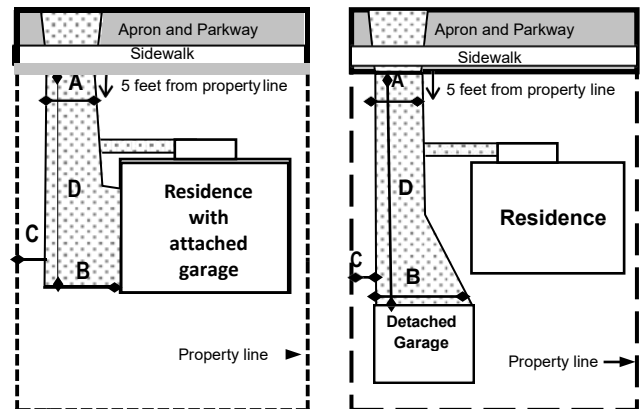 Apron and Parkway
Sidewalk
A
5 feet from property line
D
Residence
with
attached
garage
C
B
Property line
Apron and Parkway
Sidewalk
A
5 feet from property line
D
Residence
C
B
Detached
Garage
Property line